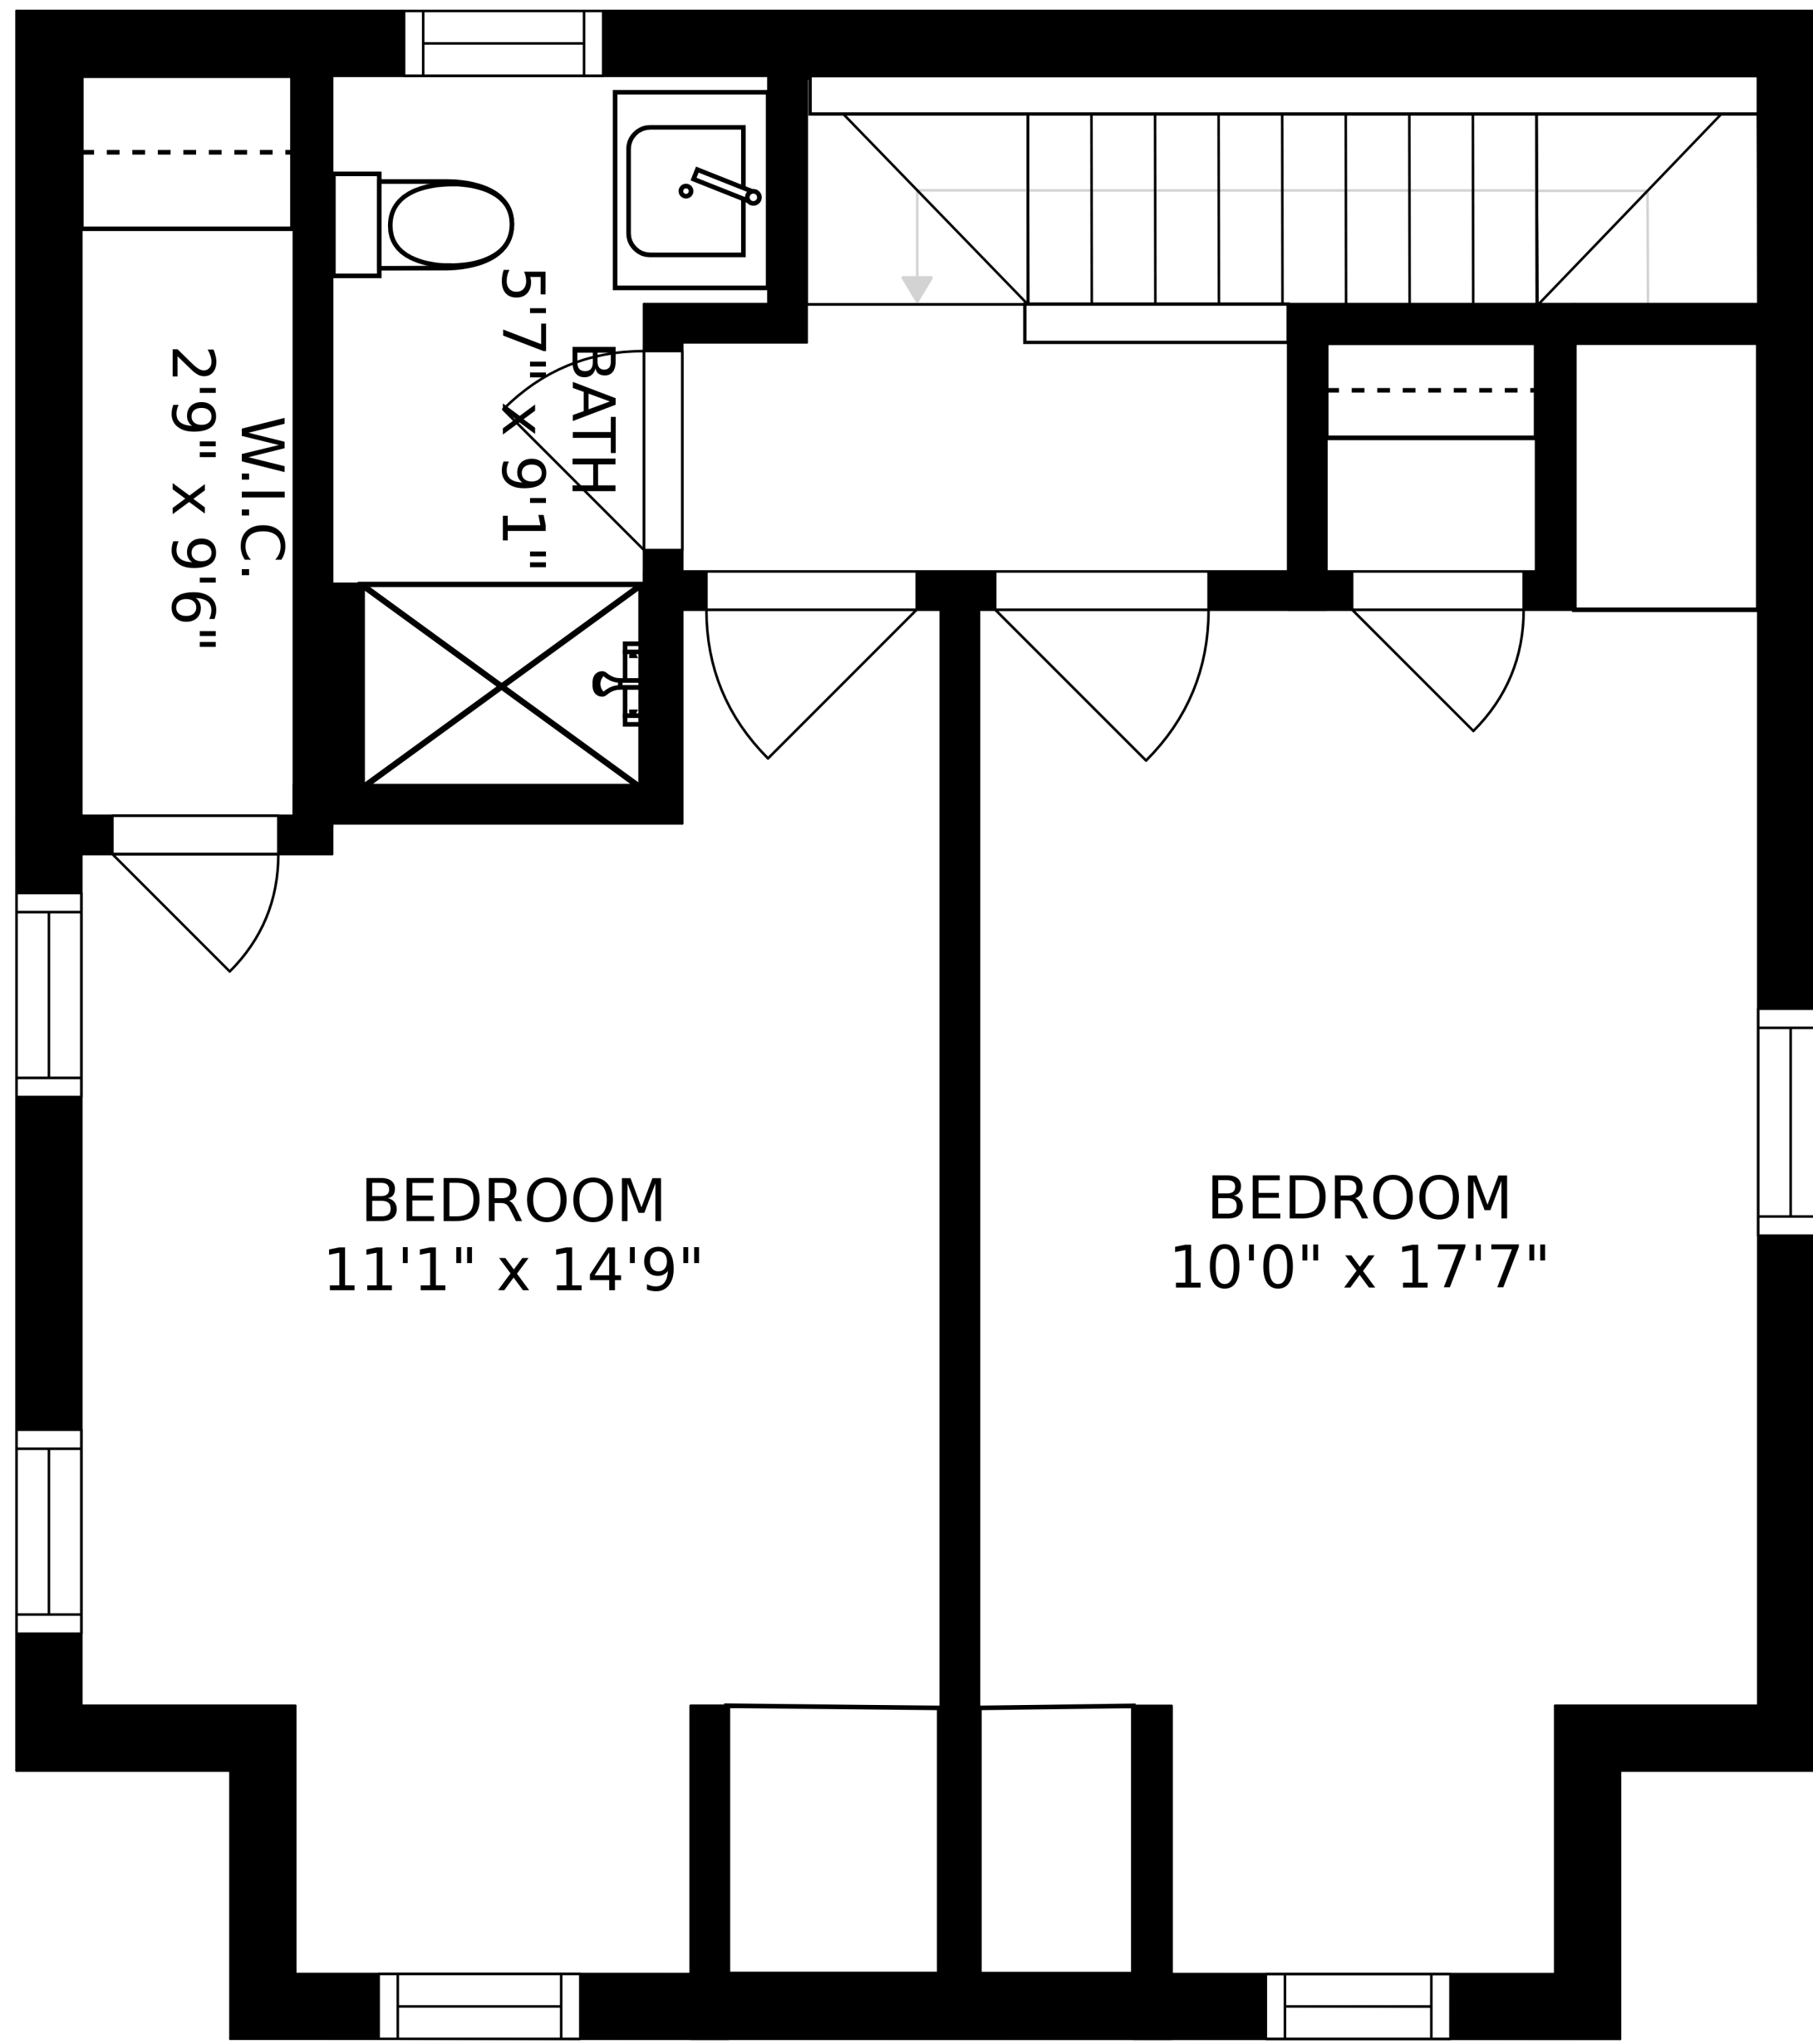 BATH
5'7" x 9'1"
W.I.C.
2'9" x 9'6"
BEDROOM
11'1" x 14'9"
BEDROOM
10'0" x 17'7"